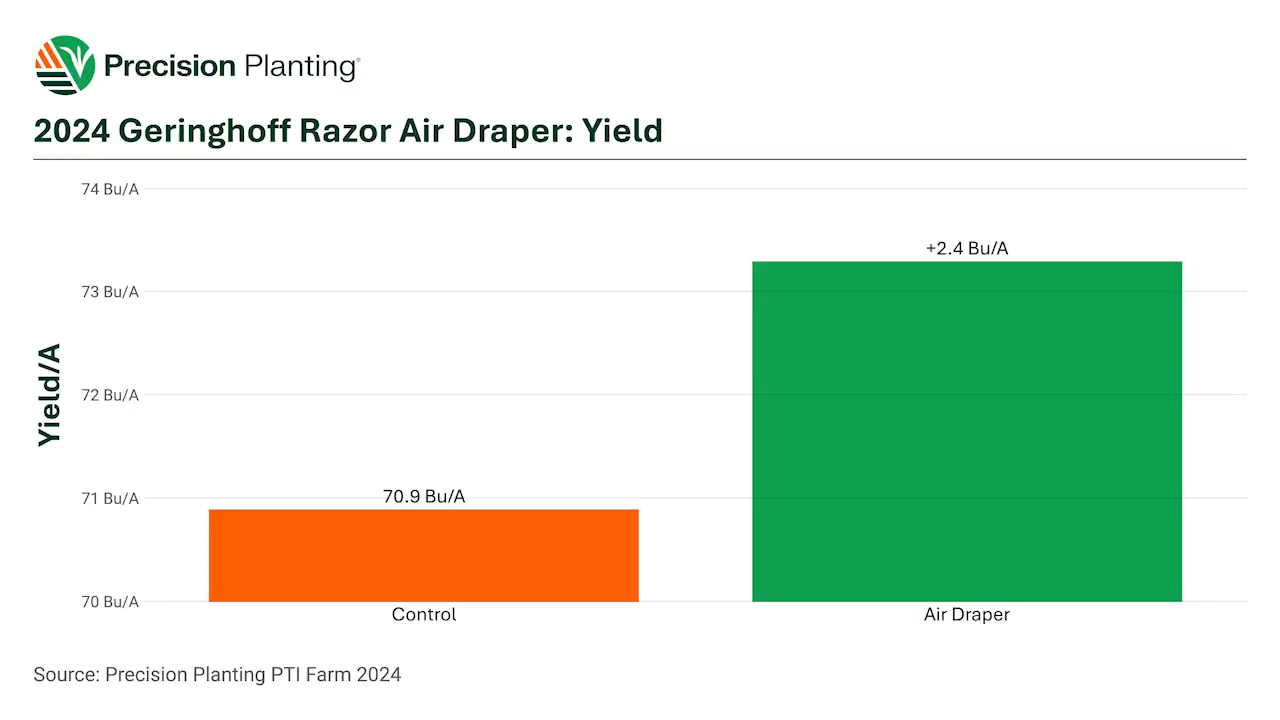 Precision Planting®
2024 Geringhoff Razor Air Draper: Yield
74 Bu/A
+2.4 Bu/A
73 Bu/A
Yield/A
72 Bu/A
71 Bu/A
70.9 Bu/A
70 Bu/A
Control
Air Draper
Source: Precision Planting PTI Farm 2024